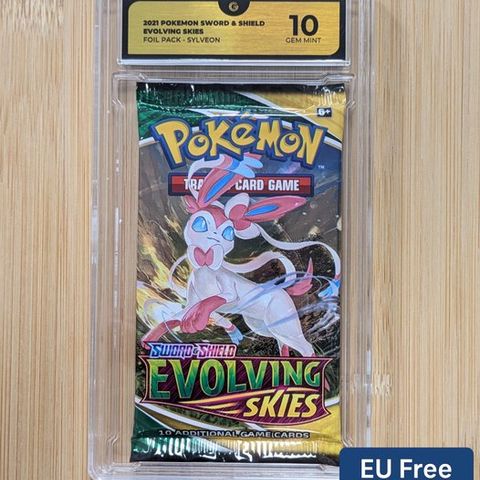 2021 POKEMON SWORD & SHIELD
EVOLVING SKIES
FOIL PACK - SYLVEON
G
10
GEM MINT
6+
POKéMON
TRADING CARD GAME
SWORD & SHIELD
EVOLVING
SKIES
10 ADDITIONAL GAME CARDS
EU Free